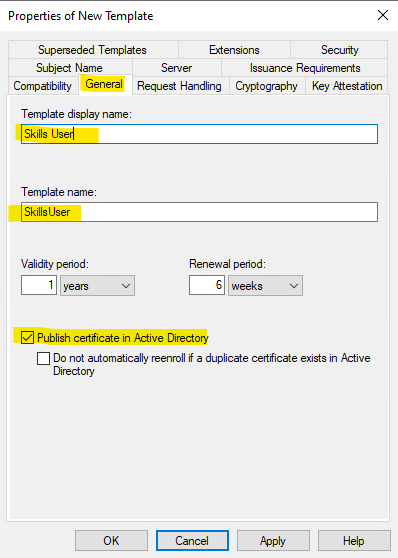 Properties of New Template
Superseded Templates
Extensions
Security
Subject Name
Server
Issuance Requirements
Compatibility
General
Request Handling
Cryptography
Key Attestation
Template display name:
Skills User
Template name:
SkillsUser
Validity period:
Renewal period:
1 years
6 weeks
Publish certificate in Active Directory
Do not automatically reenroll if a duplicate certificate exists in Active
Directory
OK
Cancel
Apply
Help